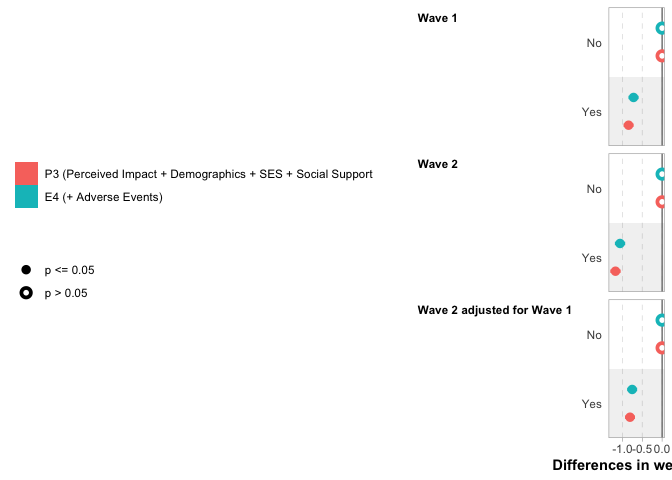 Wave 1
No
Yes
P3 (Perceived Impact + Demographics + SES + Social Support
E4 (+ Adverse Events)
p <= 0.05
p > 0.05
Wave 2
No
Yes
Wave 2 adjusted for Wave 1
No
Yes
-1.0 -0.5 0.0
Differences in we